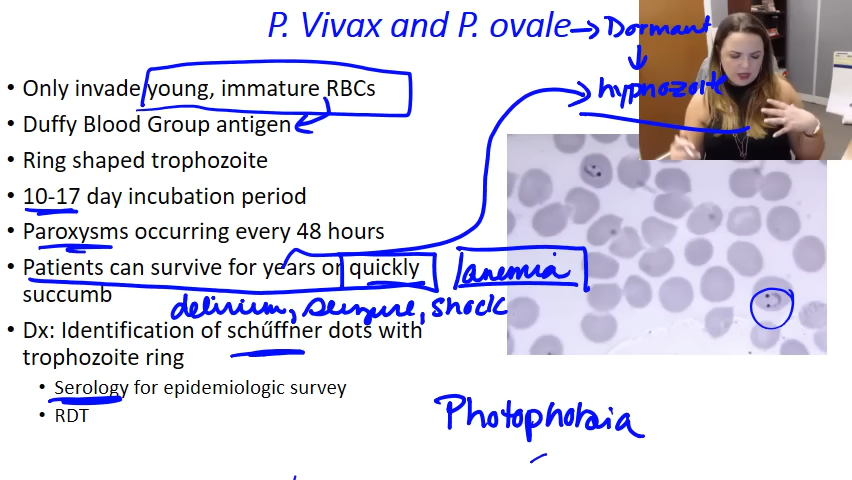 P. Vivax and P. ovale → Dormant
↓
hypnozoite
• Only invade young, immature RBCs
• Duffy Blood Group antigen
• Ring shaped trophozoite
• 10-17 day incubation period
• Paroxysms occurring every 48 hours
• Patients can survive for years or quickly anemia
succumb
delirium, seizure, shock
• Dx: Identification of schűffner dots with
trophozoite ring
• Serology for epidemiologic survey
• RDT
Photophobia